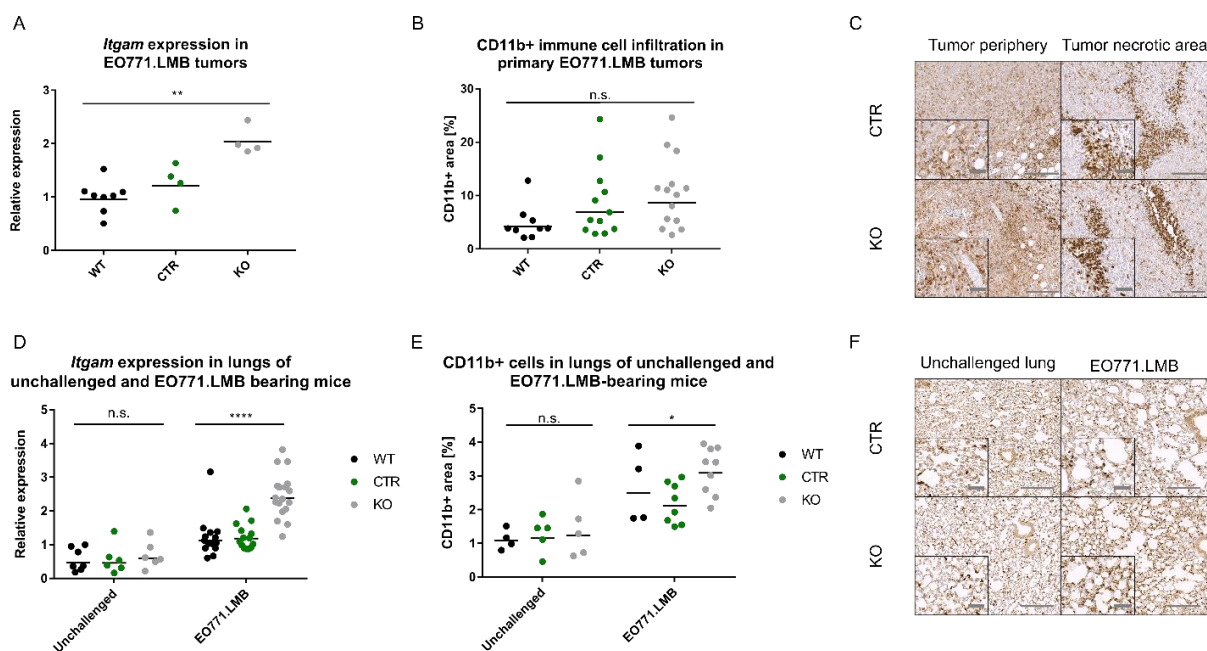 A
Itgam expression in
EO771.LMB tumors
**
Relative expression
3
2
1
0
WT
CTR
KO
B
CD11b+ immune cell infiltration in
primary EO771.LMB tumors
n.s.
CD11b+ area [%]
30
20
10
0
WT
CTR
KO
C
Tumor periphery
Tumor necrotic area
CTR
KO
D
Itgam expression in lungs of
unchallenged and EO771.LMB bearing mice
n.s.
****
Relative expression
5
4
3
2
1
0
Unchallenged
EO771.LMB
WT
CTR
KO
E
CD11b+ cells in lungs of unchallenged and
EO771.LMB-bearing mice
n.s.
*
CD11b+ area [%]
5
4
3
2
1
0
Unchallenged
EO771.LMB
WT
CTR
KO
F
Unchallenged lung
EO771.LMB
CTR
KO